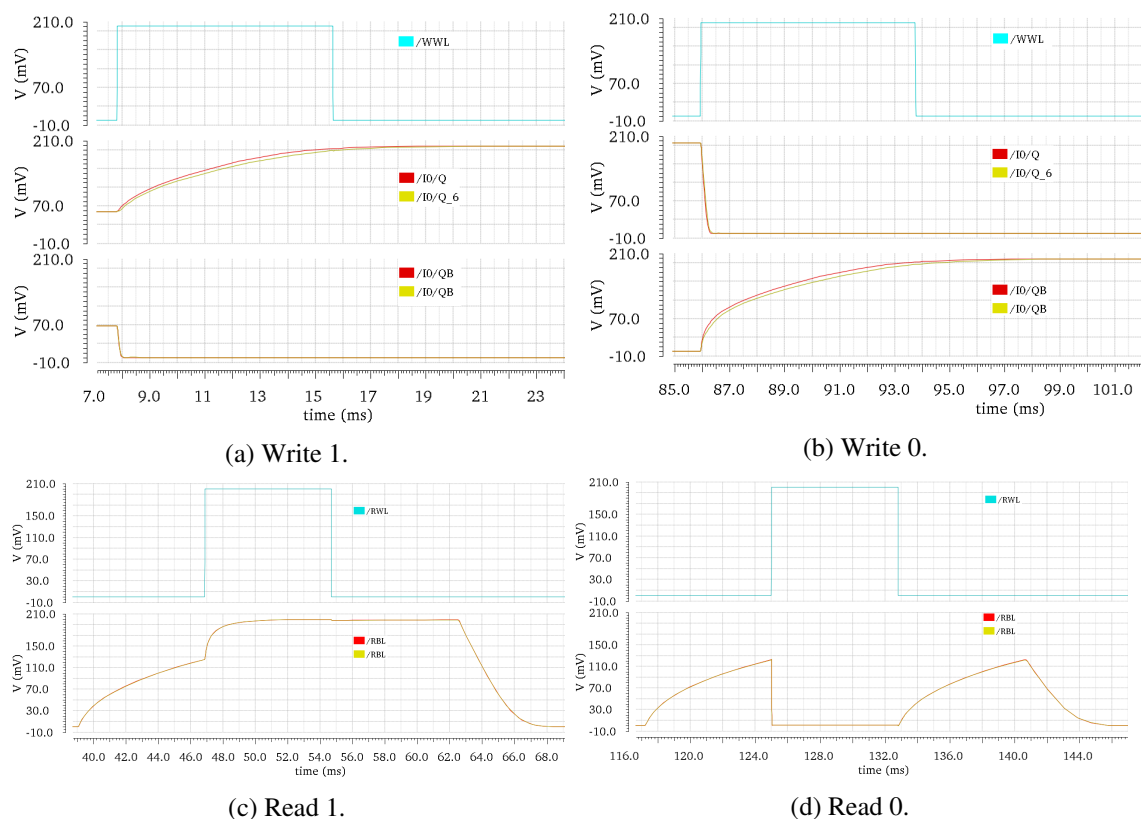 210.0
V (mV)
70.0
-10.0
/WWL
210.0
V (mV)
70.0
-10.0
/I0/Q
/I0/Q_6
210.0
V (mV)
70.0
-10.0
/I0/QB
/I0/QB
7.0 9.0 11 13 15 17 19 21 23
time (ms)
(a) Write 1.
210.0
V (mV)
70.0
-10.0
/WWL
210.0
V (mV)
70.0
-10.0
/I0/Q
/I0/Q_6
210.0
V (mV)
70.0
-10.0
/I0/QB
/I0/QB
85.0 87.0 89.0 91.0 93.0 95.0 97.0 99.0 101.0
time (ms)
(b) Write 0.
210.0
150.0
V (mV)
70.0
30.0
-10.0
/RWL
210.0
150.0
110.0
V (mV)
70.0
30.0
-10.0
/RBL
/RBL
40.0 42.0 44.0 46.0 48.0 50.0 52.0 54.0 56.0 58.0 60.0 62.0 64.0 66.0 68.0
time (ms)
(c) Read 1.
210.0
150.0
110.0
V (mV)
70.0
30.0
-10.0
/RWL
210.0
150.0
110.0
V (mV)
70.0
30.0
-10.0
/RBL
/RBL
116.0 120.0 124.0 128.0 132.0 136.0 140.0 144.0
time (ms)
(d) Read 0.